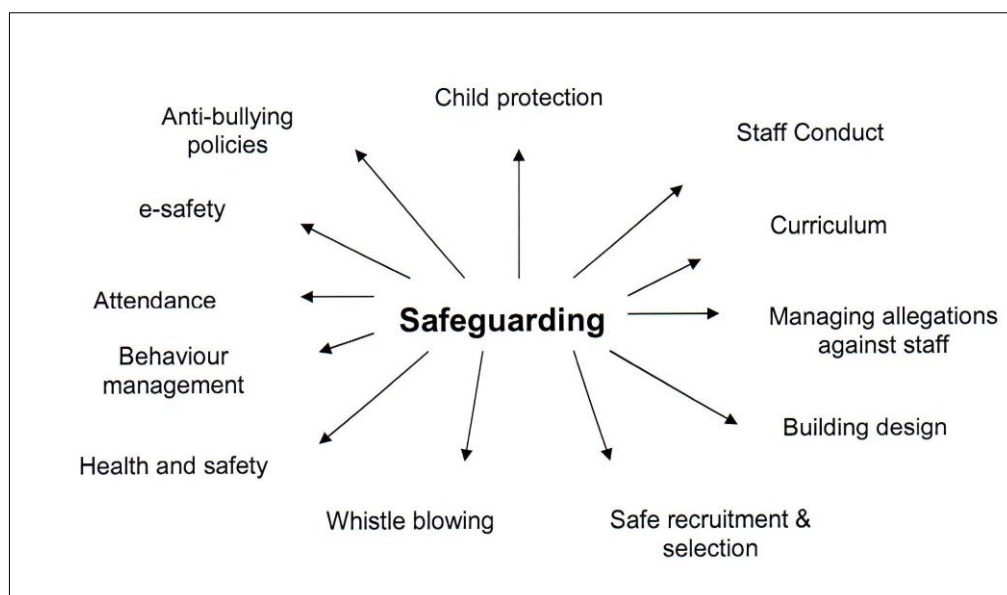 Child protection
Anti-bullying
policies
Staff Conduct
e-safety
Curriculum
Attendance
Safeguarding
Managing allegations
against staff
Behaviour
management
Building design
Health and safety
Whistle blowing
Safe recruitment &
selection